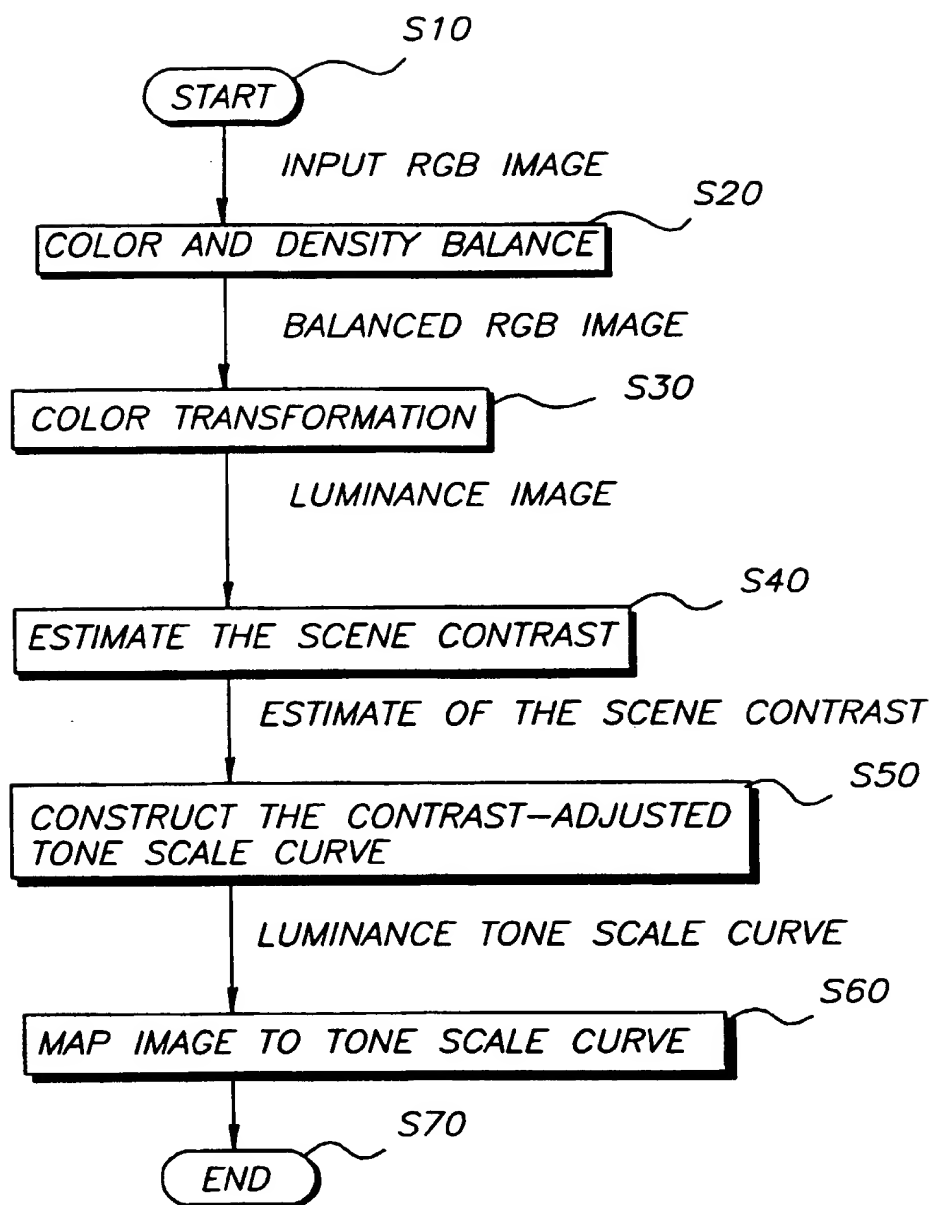 S10
START
INPUT RGB IMAGE
S20
COLOR AND DENSITY BALANCE
BALANCED RGB IMAGE
S30
COLOR TRANSFORMATION
LUMINANCE IMAGE
S40
ESTIMATE THE SCENE CONTRAST
ESTIMATE OF THE SCENE CONTRAST
S50
CONSTRUCT THE CONTRAST-ADJUSTED
TONE SCALE CURVE
LUMINANCE TONE SCALE CURVE
S60
MAP IMAGE TO TONE SCALE CURVE
S70
END